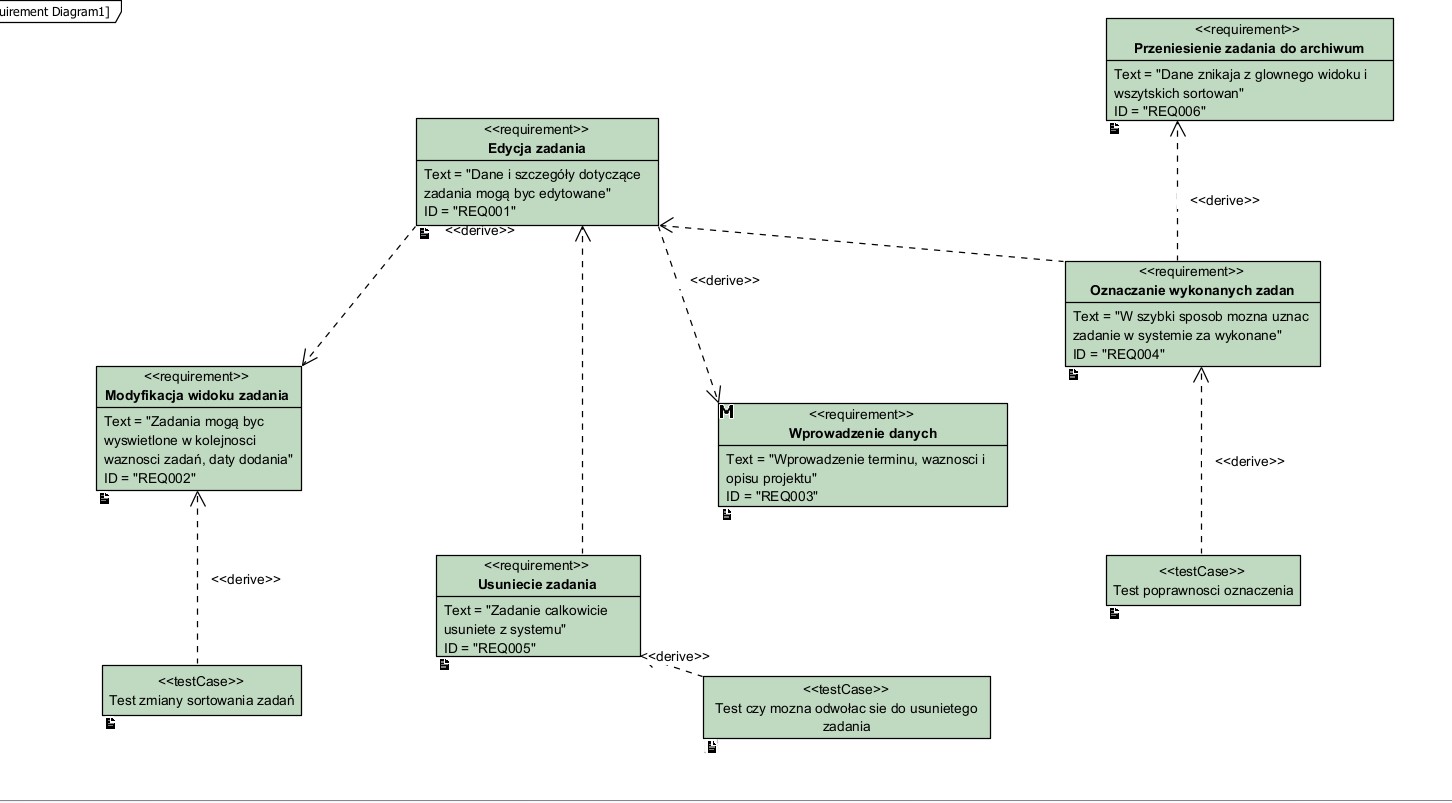 uirement Diagram1]
<<requirement>>
Przeniesienie zadania do archiwum
Text = "Dane znikaja z glownego widoku i
wszytskich sortowan"
ID = "REQ006"
<<requirement>>
Edycja zadania
Text = "Dane i szczegóły dotyczące
zadania mogą byc edytowane"
ID = "REQ001"
<<derive>>
<<derive>>
<<derive>>
<<requirement>>
Oznaczanie wykonanych zadan
Text = "W szybki sposob mozna uznac
zadanie w systemie za wykonane"
ID = "REQ004"
<<requirement>>
Modyfikacja widoku zadania
Text = "Zadania mogą byc
wyswietlone w kolejnosci
waznosci zadań, daty dodania"
ID = "REQ002"
M
<<requirement>>
Wprowadzenie danych
Text = "Wprowadzenie terminu, waznosci i
opisu projektu"
ID = "REQ003"
<<derive>>
<<derive>>
<<requirement>>
Usuniecie zadania
Text = "Zadanie calkowicie
usuniete z systemu"
ID = "REQ005"
<<derive>>
<<testCase>>
Test poprawnosci oznaczenia
<<testCase>>
Test zmiany sortowania zadań
<<testCase>>
Test czy mozna odwołac sie do usunietego
zadania